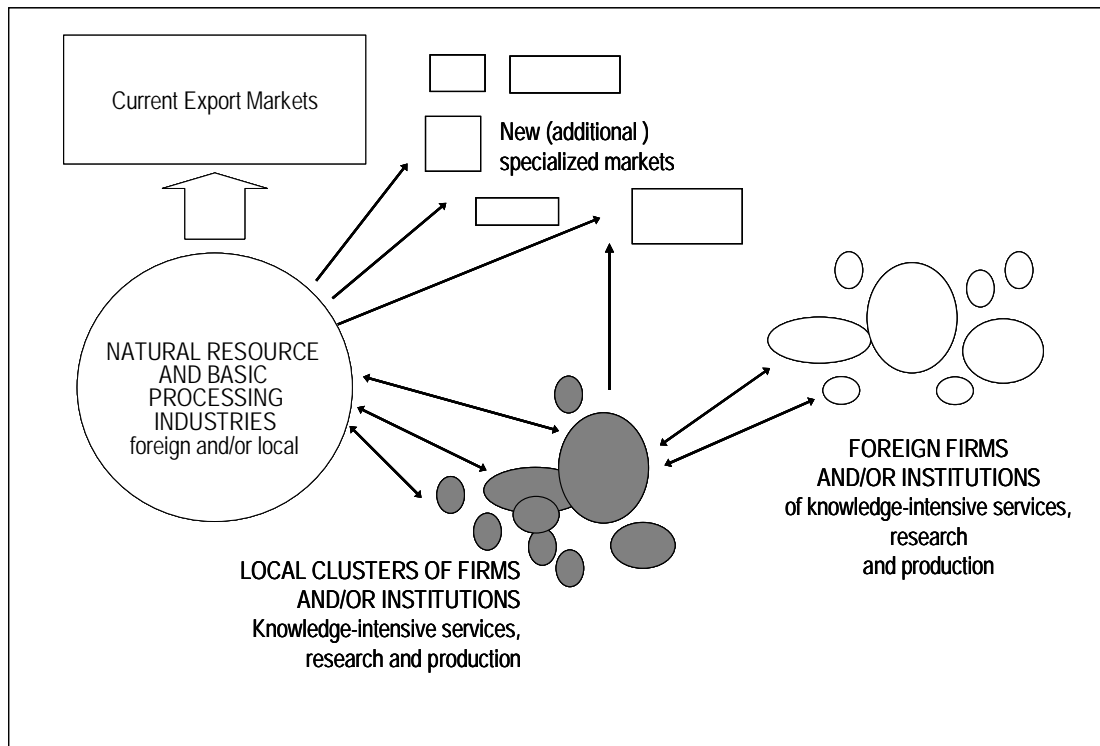 Current Export Markets
New (additional )
specialized markets
NATURAL RESOURCE
AND BASIC
PROCESSING
INDUSTRIES
foreign and/or local
FOREIGN FIRMS
AND/OR INSTITUTIONS
of knowledge-intensive services,
research
and production
LOCAL CLUSTERS OF FIRMS
AND/OR INSTITUTIONS
Knowledge-intensive services,
research and production